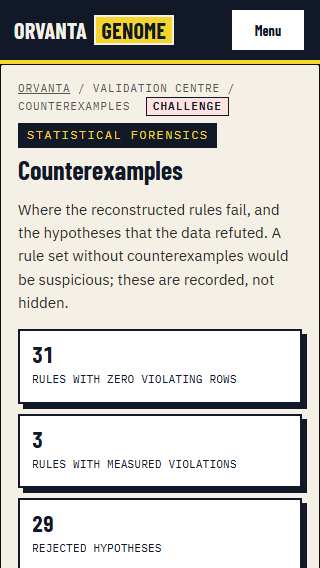 ORVANTA GENOME
Menu
ORVANTA / VALIDATION CENTRE /
COUNTEREXAMPLES CHALLENGE
STATISTICAL FORENSICS
Counterexamples
Where the reconstructed rules fail, and
the hypotheses that the data refuted. A
rule set without counterexamples would
be suspicious; these are recorded, not
hidden.
31
RULES WITH ZERO VIOLATING ROWS
3
RULES WITH MEASURED VIOLATIONS
29
REJECTED HYPOTHESES